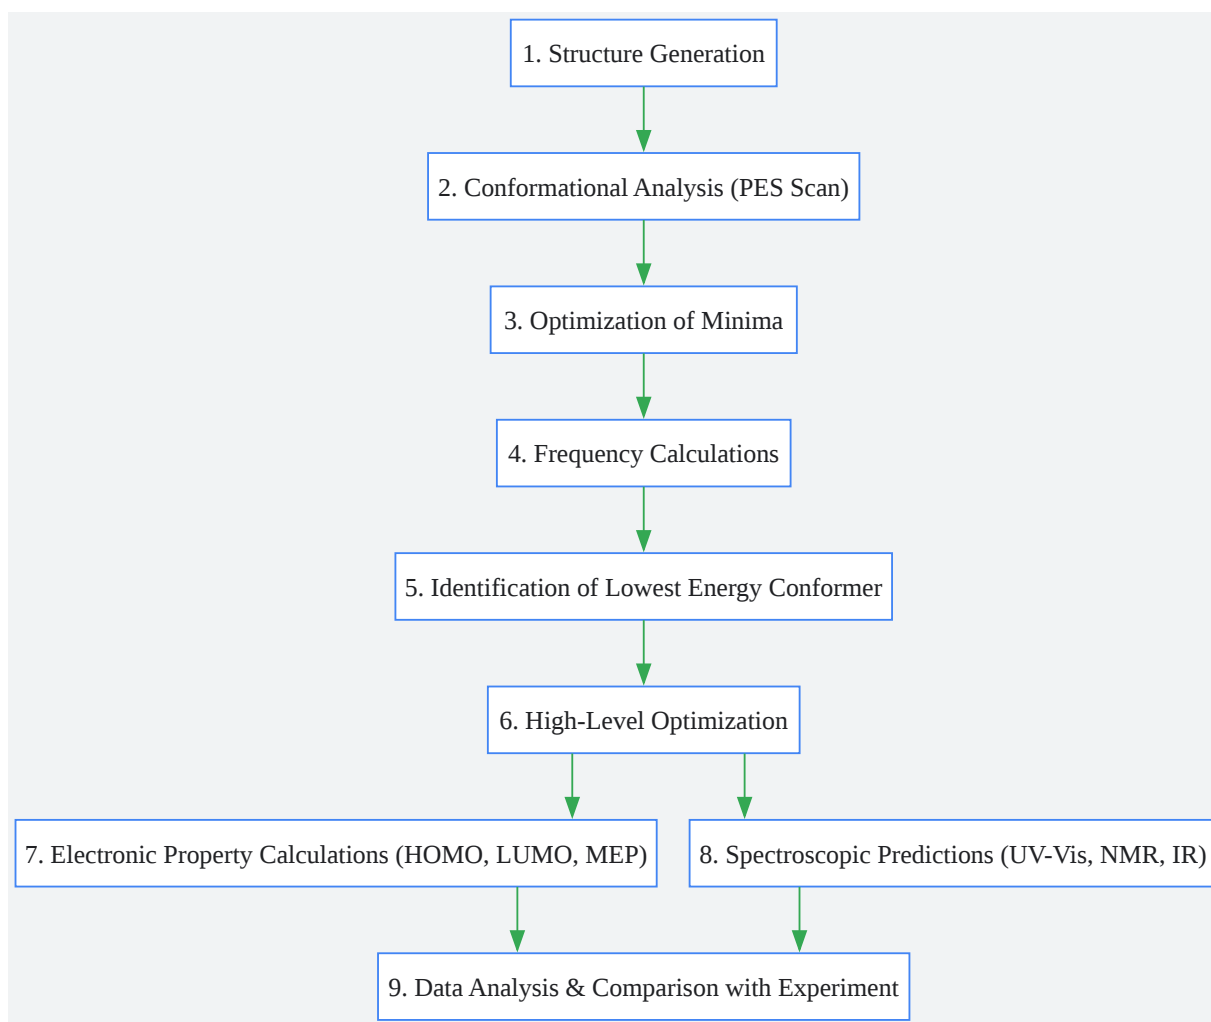 1. Structure Generation
2. Conformational Analysis (PES Scan)
3. Optimization of Minima
4. Frequency Calculations
5. Identification of Lowest Energy Conformer
6. High-Level Optimization
7. Electronic Property Calculations (HOMO, LUMO, MEP)
8. Spectroscopic Predictions (UV-Vis, NMR, IR)
9. Data Analysis & Comparison with Experiment